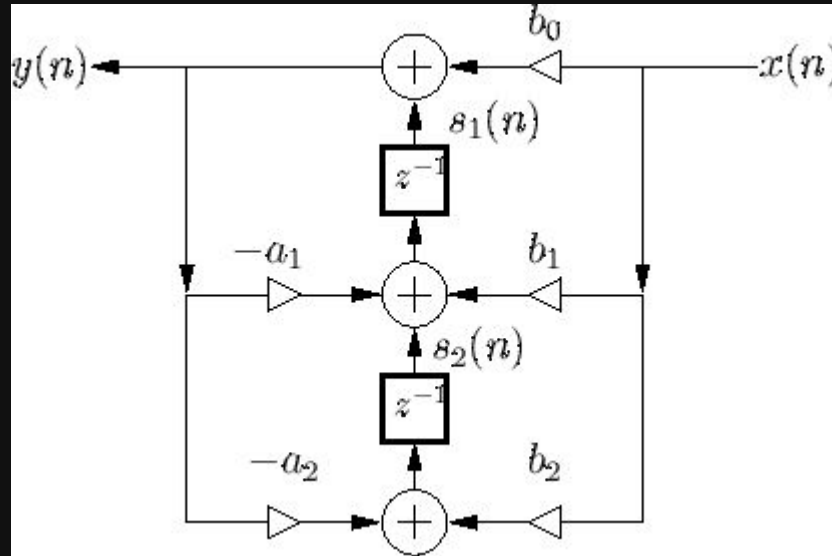 b₀
y(n) + x(n)
s₁(n)
z⁻¹
-a₁ b₁
+
s₂(n)
z⁻¹
-a₂ b₂
+